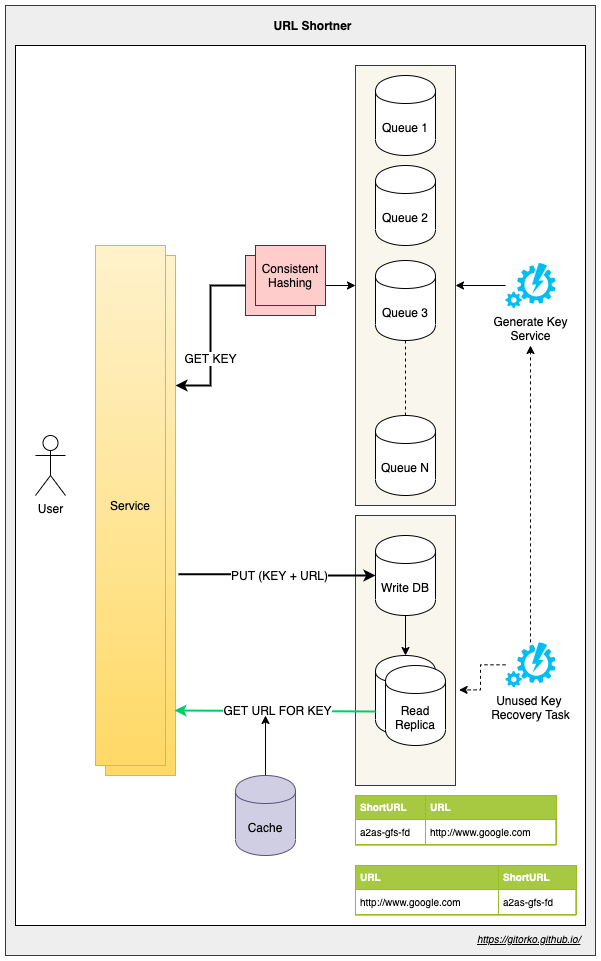 URL Shortner
Queue 1
Queue 2
Consistent
Hashing
Queue 3
Generate Key
Service
GET KEY
Queue N
User
Service
PUT (KEY + URL)
Write DB
Unused Key
Recovery Task
GET URL FOR KEY
Read
Replica
Cache
ShortURL URL
a2as-gfs-fd http://www.google.com
URL ShortURL
http://www.google.com a2as-gfs-fd
https://gitorko.github.io/